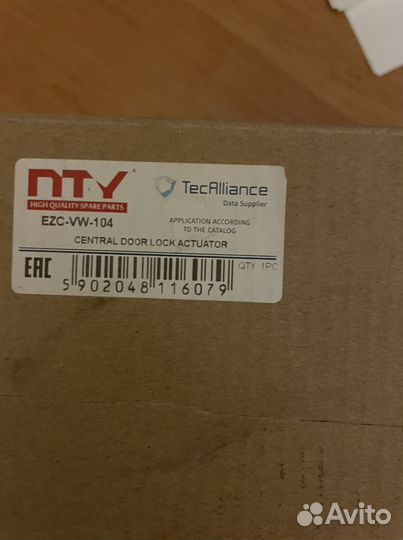 NTY
HIGH QUALITY SPARE PARTS
EZC-VW-104
TecAlliance
Data Supplier
APPLICATION ACCORDING
TO THE CATALOG
CENTRAL DOOR LOCK ACTUATOR
EAC
QTY 1PC
5 902048 116079
Avito